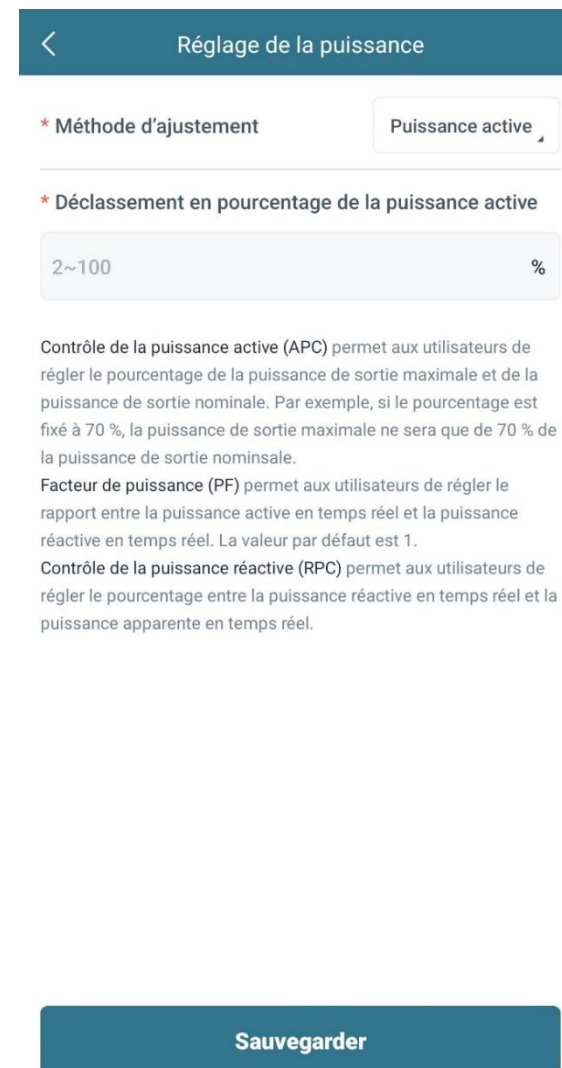 Réglage de la puissance
* Méthode d'ajustement Puissance active
* Déclassement en pourcentage de la puissance active
2~100 %
Contrôle de la puissance active (APC) permet aux utilisateurs de
régler le pourcentage de la puissance de sortie maximale et de la
puissance de sortie nominale. Par exemple, si le pourcentage est
fixé à 70 %, la puissance de sortie maximale ne sera que de 70 % de
la puissance de sortie nominsale.
Facteur de puissance (PF) permet aux utilisateurs de régler le
rapport entre la puissance active en temps réel et la puissance
réactive en temps réel. La valeur par défaut est 1.
Contrôle de la puissance réactive (RPC) permet aux utilisateurs de
régler le pourcentage entre la puissance réactive en temps réel et la
puissance apparente en temps réel.
Sauvegarder